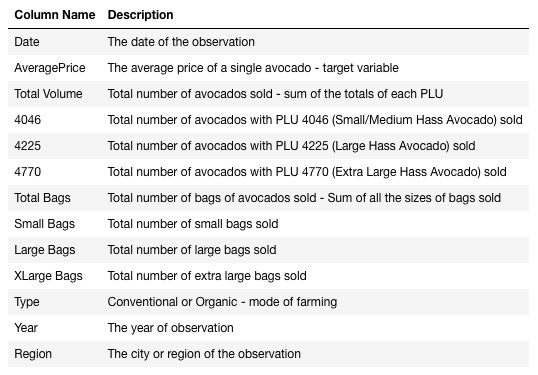 Column Name Description
Date The date of the observation
AveragePrice The average price of a single avocado - target variable
Total Volume Total number of avocados sold - sum of the totals of each PLU
4046 Total number of avocados with PLU 4046 (Small/Medium Hass Avocado) sold
4225 Total number of avocados with PLU 4225 (Large Hass Avocado) sold
4770 Total number of avocados with PLU 4770 (Extra Large Hass Avocado) sold
Total Bags Total number of bags of avocados sold - Sum of all the sizes of bags sold
Small Bags Total number of small bags sold
Large Bags Total number of large bags sold
XLarge Bags Total number of extra large bags sold
Type Conventional or Organic - mode of farming
Year The year of observation
Region The city or region of the observation